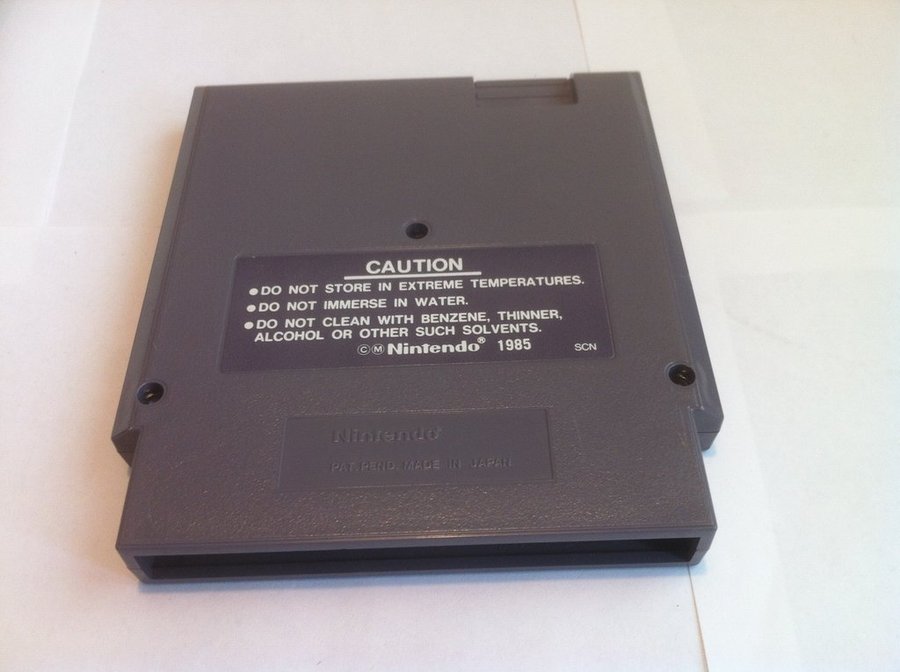 CAUTION
●DO NOT STORE IN EXTREME TEMPERATURES.
●DO NOT IMMERSE IN WATER.
●DO NOT CLEAN WITH BENZENE, THINNER,
ALCOHOL OR OTHER SUCH SOLVENTS.
ⒸⓂNintendo® 1985 SCN
Nintendo®
PAT. PEND. MADE IN JAPAN